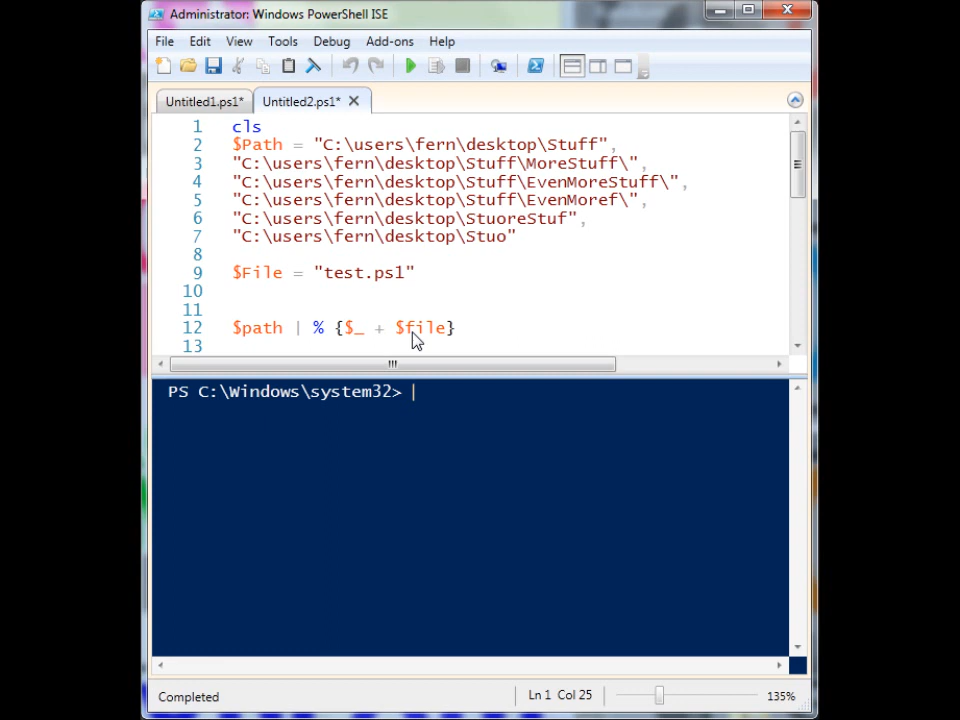 Administrator: Windows PowerShell ISE
File Edit View Tools Debug Add-ons Help
Untitled1.ps1* Untitled2.ps1*
1 cls
2 $Path = "C:\users\fern\desktop\Stuff",
3 "C:\users\fern\desktop\Stuff\MoreStuff\",
4 "C:\users\fern\desktop\Stuff\EvenMoreStuff\",
5 "C:\users\fern\desktop\Stuff\EvenMoref\",
6 "C:\users\fern\desktop\StuoreStuf",
7 "C:\users\fern\desktop\Stuo"
8
9 $File = "test.ps1"
10
11
12 $path | % {$_ + $file}
13
PS C:\Windows\system32>
Completed Ln 1 Col 25 135%